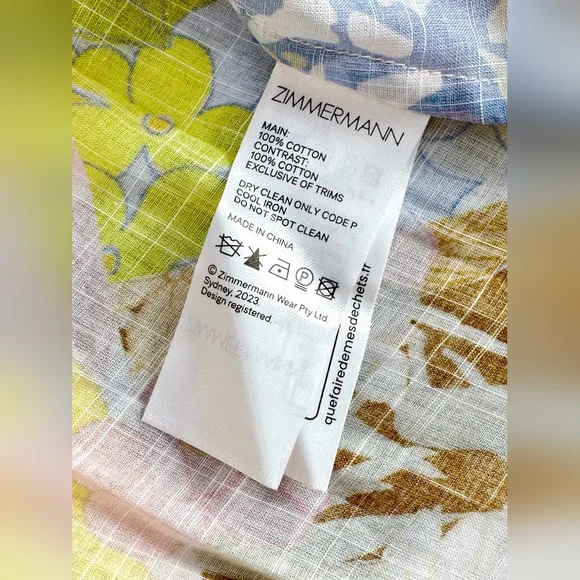 ZIMMERMANN
MAIN:
100% COTTON
CONTRAST:
100% COTTON
EXCLUSIVE OF TRIMS
DRY CLEAN ONLY CODE P
COOL IRON
DO NOT SPOT CLEAN
MADE IN CHINA
P
© Zimmermann Wear Pty Ltd.
Sydney, 2023.
Design registered.
quefairedemesdechets.fr